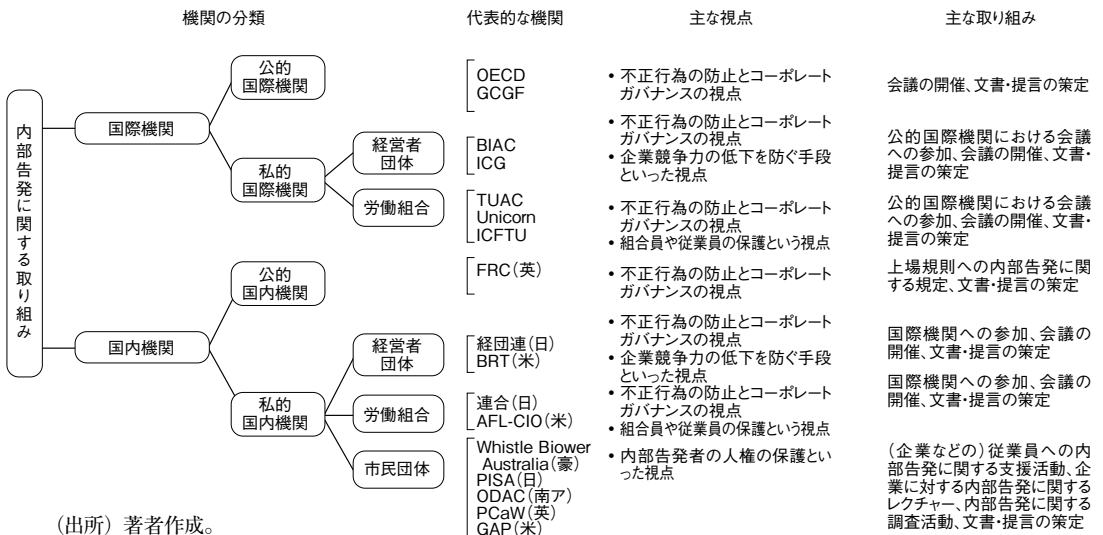 機関の分類
代表的な機関
主な視点
主な取り組み
内部告発に関する取り組み
国際機関
公的
国際機関
OECD
GCGF
• 不正行為の防止とコーポレート
ガバナンスの視点
会議の開催、文書・提言の策定
私的
国際機関
経営者
団体
BIAC
ICG
• 不正行為の防止とコーポレート
ガバナンスの視点
• 企業競争力の低下を防ぐ手段
といった視点
公的国際機関における会議
への参加、会議の開催、文書・
提言の策定
労働組合
TUAC
Unicorn
ICFTU
• 不正行為の防止とコーポレート
ガバナンスの視点
• 組合員や従業員の保護という視点
公的国際機関における会議
への参加、会議の開催、文書・
提言の策定
国内機関
公的
国内機関
FRC（英）
• 不正行為の防止とコーポレート
ガバナンスの視点
上場規則への内部告発に関
する規定、文書・提言の策定
私的
国内機関
経営者
団体
経団連（日）
BRT（米）
• 不正行為の防止とコーポレート
ガバナンスの視点
• 企業競争力の低下を防ぐ手段
といった視点
国際機関への参加、会議の
開催、文書・提言の策定
労働組合
連合（日）
AFL-CIO（米）
• 不正行為の防止とコーポレート
ガバナンスの視点
• 組合員や従業員の保護という視点
国際機関への参加、会議の
開催、文書・提言の策定
市民団体
Whistle Biower
Australia（豪）
PISA（日）
ODAC（南ア）
PCaW（英）
GAP（米）
• 内部告発者の人権の保護とい
った視点
（企業などの）従業員への内
部告発に関する支援活動、企
業に対する内部告発に関する
レクチャー、内部告発に関する
調査活動、文書・提言の策定
（出所）著者作成。